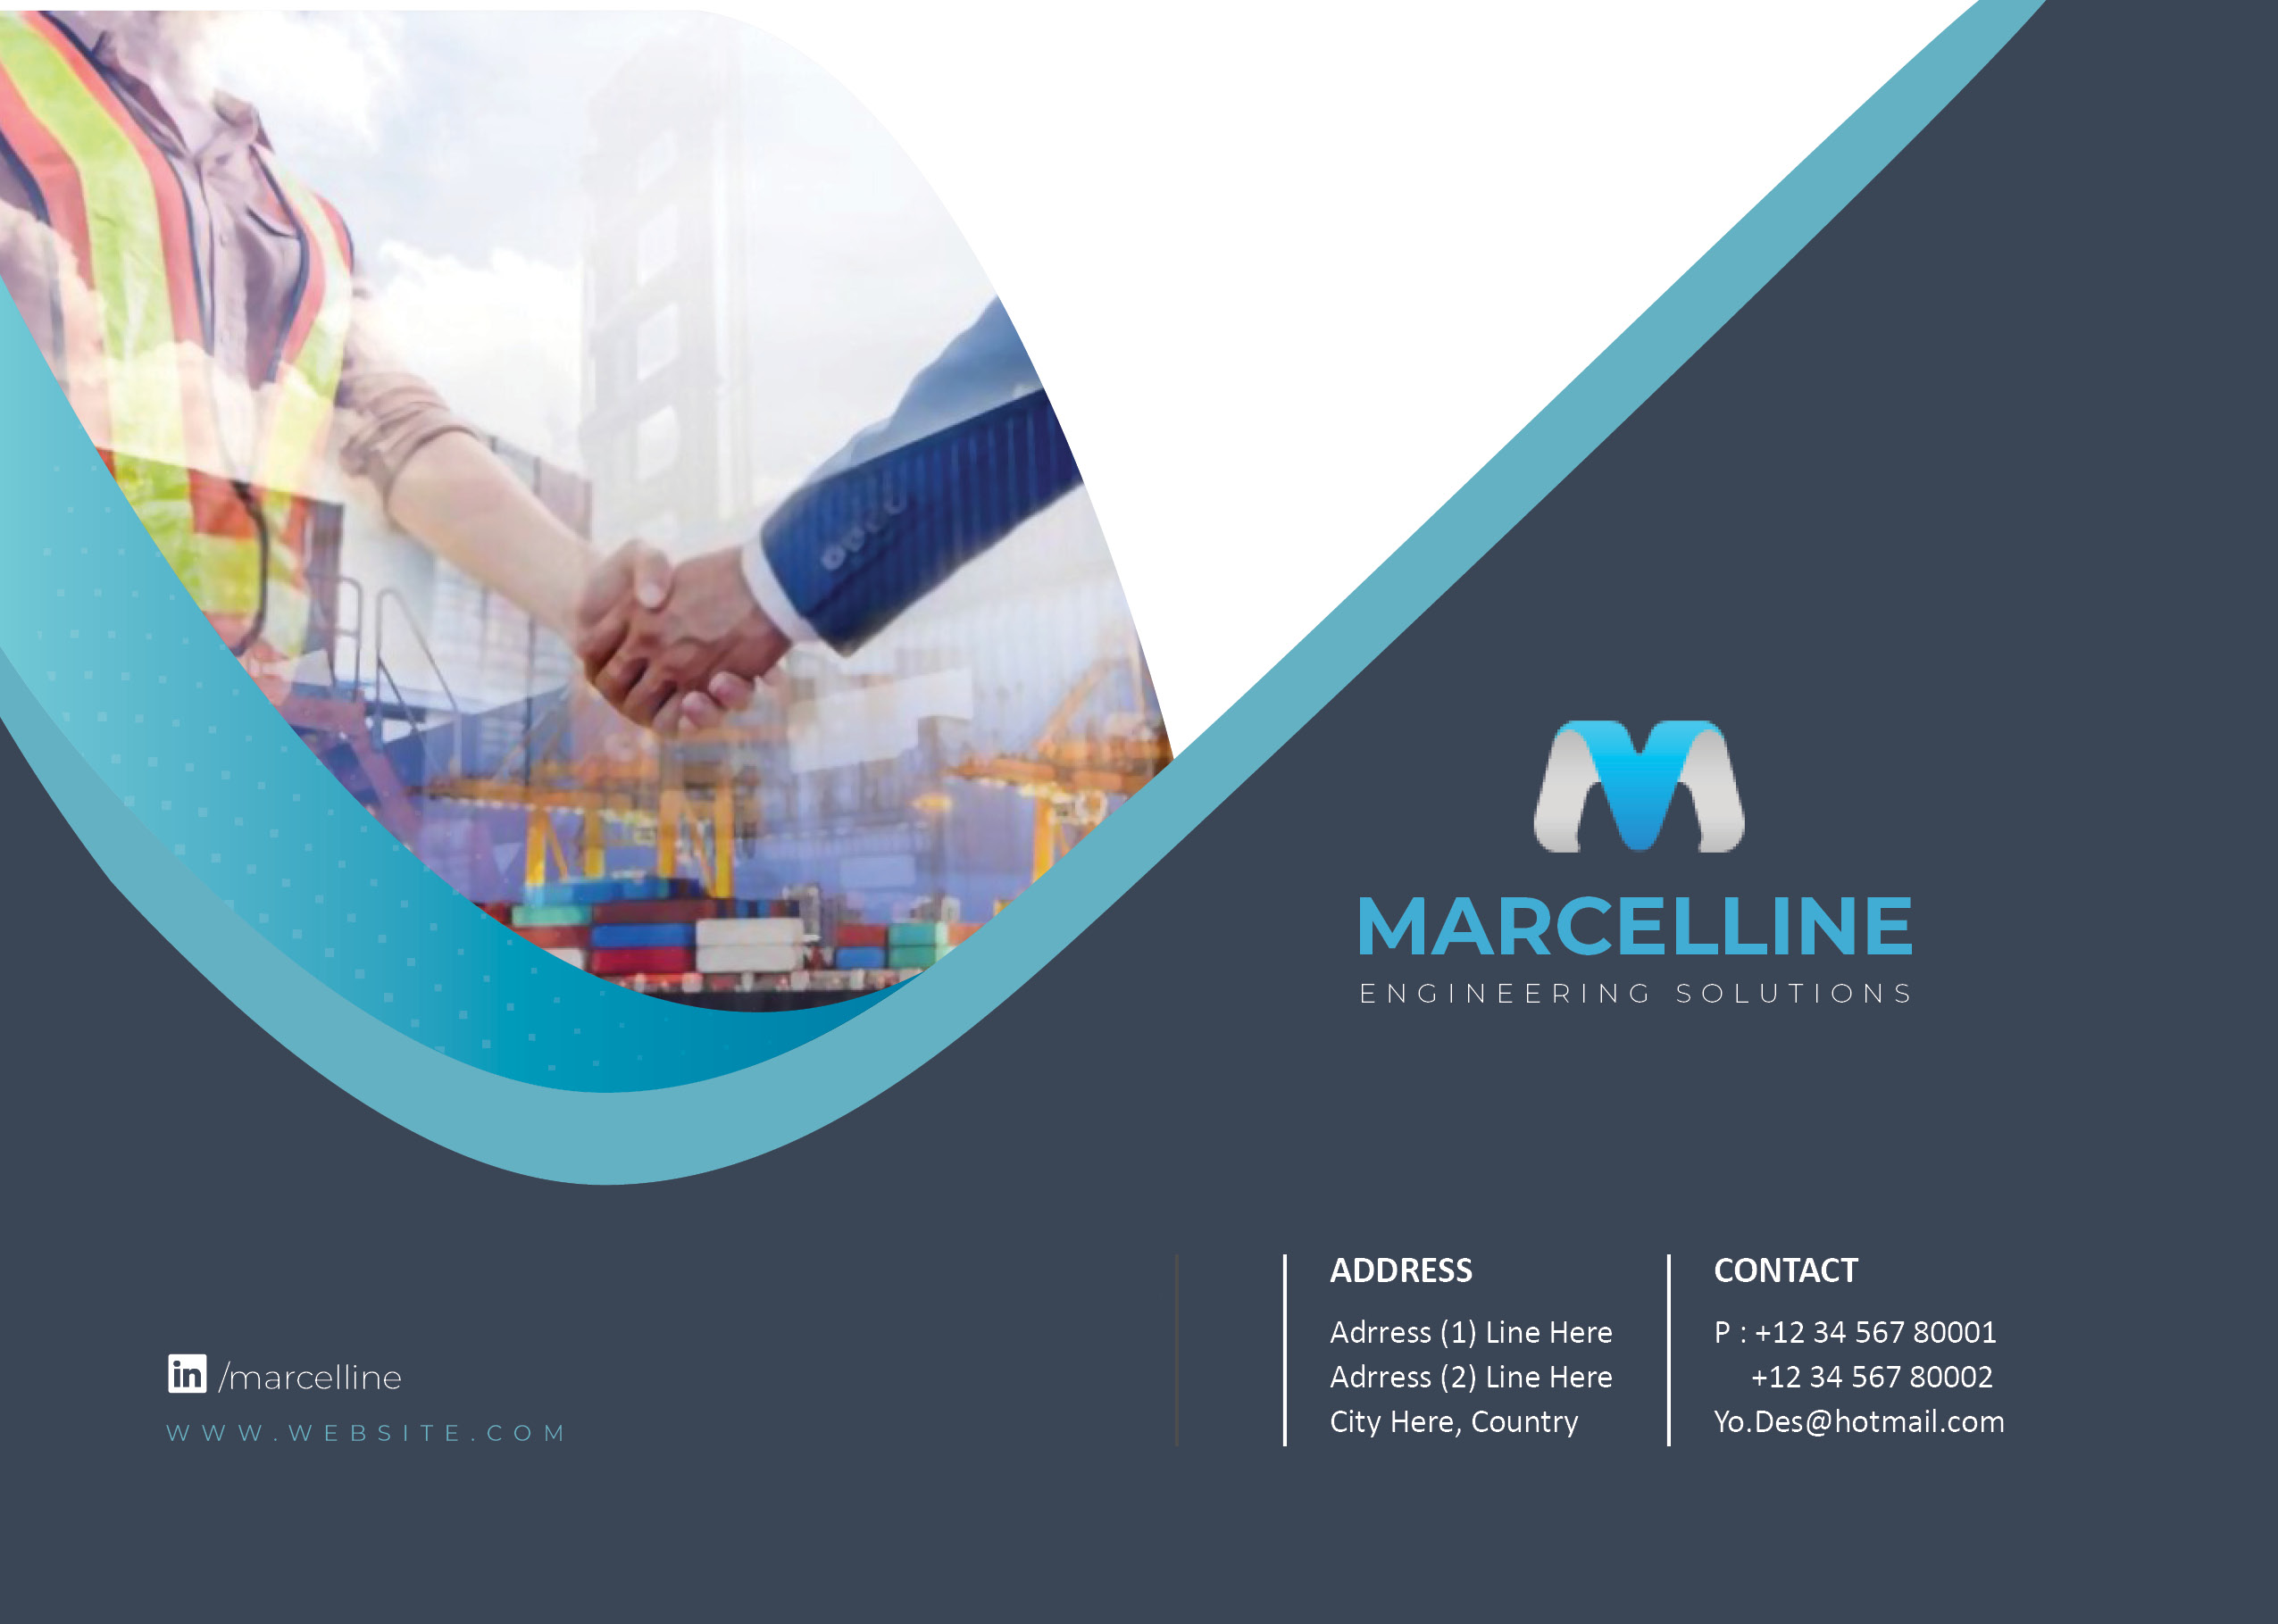 MARCELLINE
ENGINEERING SOLUTIONS
ADDRESS
Adrress (1) Line Here
Adrress (2) Line Here
City Here, Country
CONTACT
P : +12 34 567 80001
+12 34 567 80002
Yo.Des@hotmail.com
in /marcelline
WWW.WEBSITE.COM